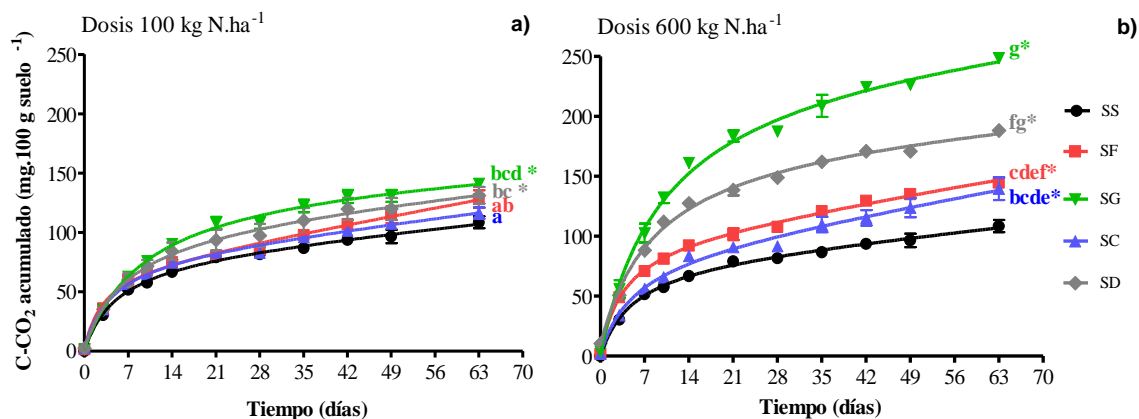 Dosis 100 kg N.ha⁻¹
a)
C-CO₂ acumulado (mg.100 g suelo ⁻¹)
250
200
150
100
50
0
bcd *
bc *
ab
a
0 7 14 21 28 35 42 49 56 63 70
Tiempo (días)
Dosis 600 kg N.ha⁻¹
b)
250
200
150
100
50
0
g*
fg*
cdef*
bcde*
0 7 14 21 28 35 42 49 56 63 70
Tiempo (días)
SS
SF
SG
SC
SD